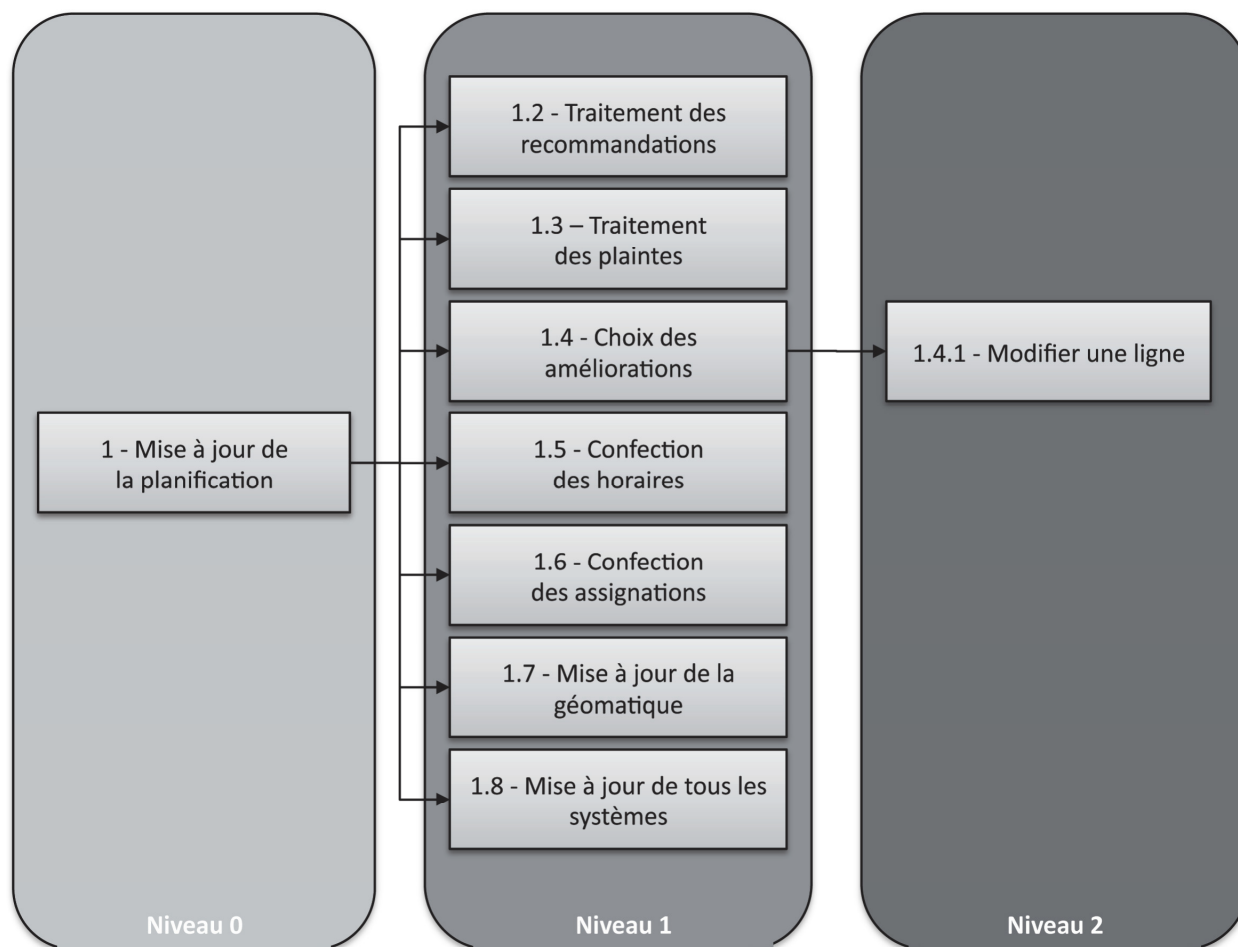 1 - Mise à jour de
la planification
Niveau 0
1.2 - Traitement des
recommandations
1.3 – Traitement
des plaintes
1.4 - Choix des
améliorations
1.5 - Confection
des horaires
1.6 - Confection
des assignations
1.7 - Mise à jour de la
géomatique
1.8 - Mise à jour de tous les
systèmes
Niveau 1
1.4.1 - Modifier une ligne
Niveau 2